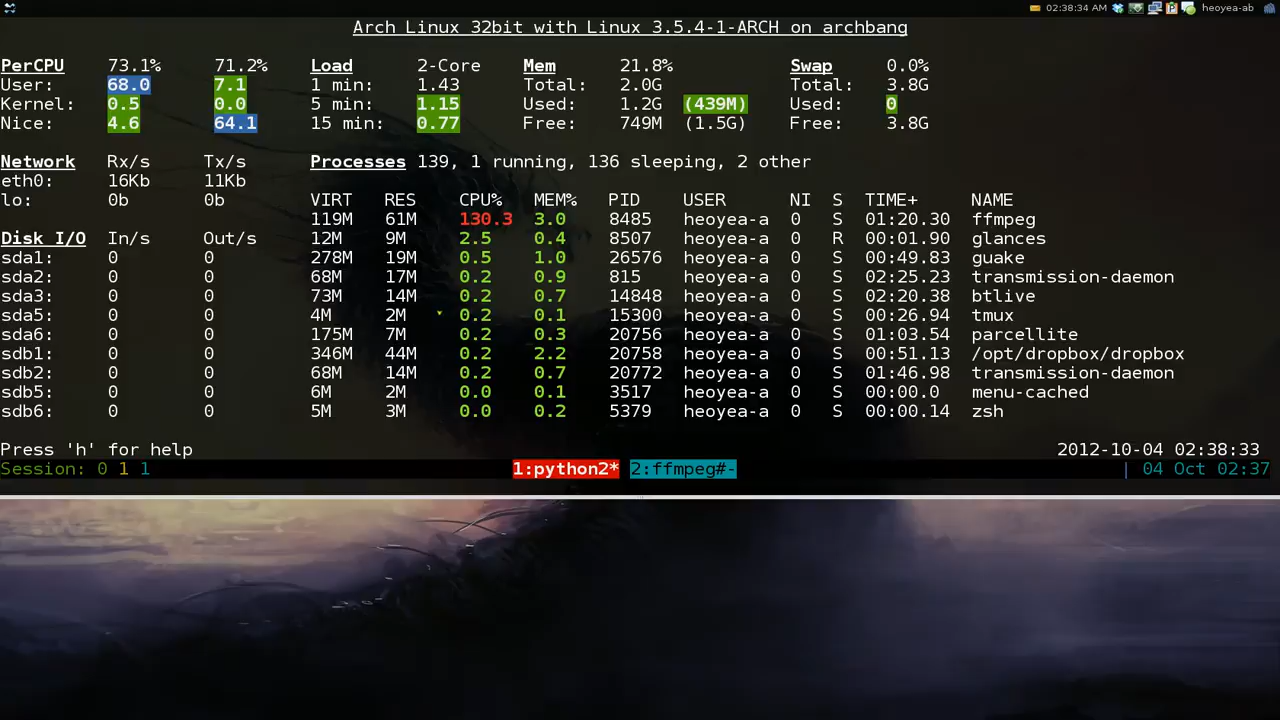 02:38:34 AM heoyea-ab
Arch Linux 32bit with Linux 3.5.4-1-ARCH on archbang
PerCPU 73.1% 71.2% Load 2-Core Mem 21.8% Swap 0.0%
User: 68.0 7.1 1 min: 1.43 Total: 2.0G Total: 3.8G
Kernel: 0.5 0.0 5 min: 1.15 Used: 1.2G (439M) Used: 0
Nice: 4.6 64.1 15 min: 0.77 Free: 749M (1.5G) Free: 3.8G
Network Rx/s Tx/s Processes 139, 1 running, 136 sleeping, 2 other
eth0: 16Kb 11Kb
lo: 0b 0b VIRT RES CPU% MEM% PID USER NI S TIME+ NAME
119M 61M 130.3 3.0 8485 heoyea-a 0 S 01:20.30 ffmpeg
Disk I/O In/s Out/s 12M 9M 2.5 0.4 8507 heoyea-a 0 R 00:01.90 glances
sda1: 0 0 278M 19M 0.5 1.0 26576 heoyea-a 0 S 00:49.83 guake
sda2: 0 0 68M 17M 0.2 0.9 815 heoyea-a 0 S 02:25.23 transmission-daemon
sda3: 0 0 73M 14M 0.2 0.7 14848 heoyea-a 0 S 02:20.38 btlive
sda5: 0 0 4M 2M 0.2 0.1 15300 heoyea-a 0 S 00:26.94 tmux
sda6: 0 0 175M 7M 0.2 0.3 20756 heoyea-a 0 S 01:03.54 parcellite
sdb1: 0 0 346M 44M 0.2 2.2 20758 heoyea-a 0 S 00:51.13 /opt/dropbox/dropbox
sdb2: 0 0 68M 14M 0.2 0.7 20772 heoyea-a 0 S 01:46.98 transmission-daemon
sdb5: 0 0 6M 2M 0.0 0.1 3517 heoyea-a 0 S 00:00.0 menu-cached
sdb6: 0 0 5M 3M 0.0 0.2 5379 heoyea-a 0 S 00:00.14 zsh
Press 'h' for help 2012-10-04 02:38:33
Session: 0 1 1 1:python2* 2:ffmpeg#- | 04 Oct 02:37